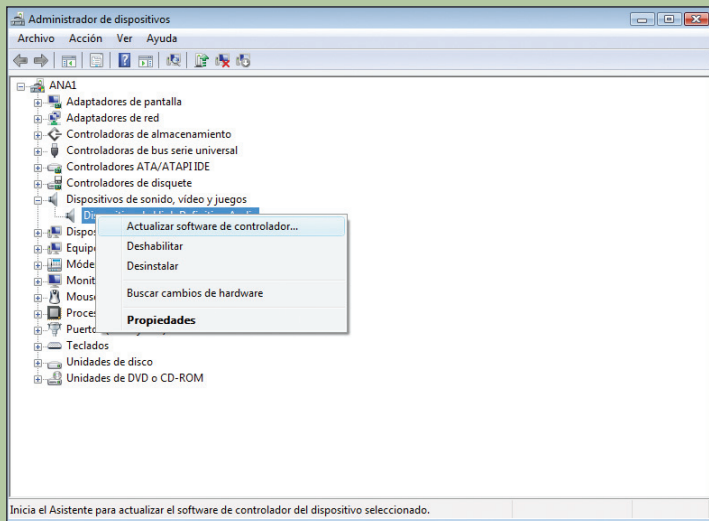 Administrador de dispositivos
Archivo Acción Ver Ayuda
ANA1
Adaptadores de pantalla
Adaptadores de red
Controladoras de almacenamiento
Controladoras de bus serie universal
Controladores ATA/ATAPI IDE
Controladores de disquete
Dispositivos de sonido, vídeo y juegos
Actualizar software de controlador...
Deshabilitar
Desinstalar
Buscar cambios de hardware
Propiedades
Teclados
Unidades de disco
Unidades de DVD o CD-ROM
Inicia el Asistente para actualizar el software de controlador del dispositivo seleccionado.